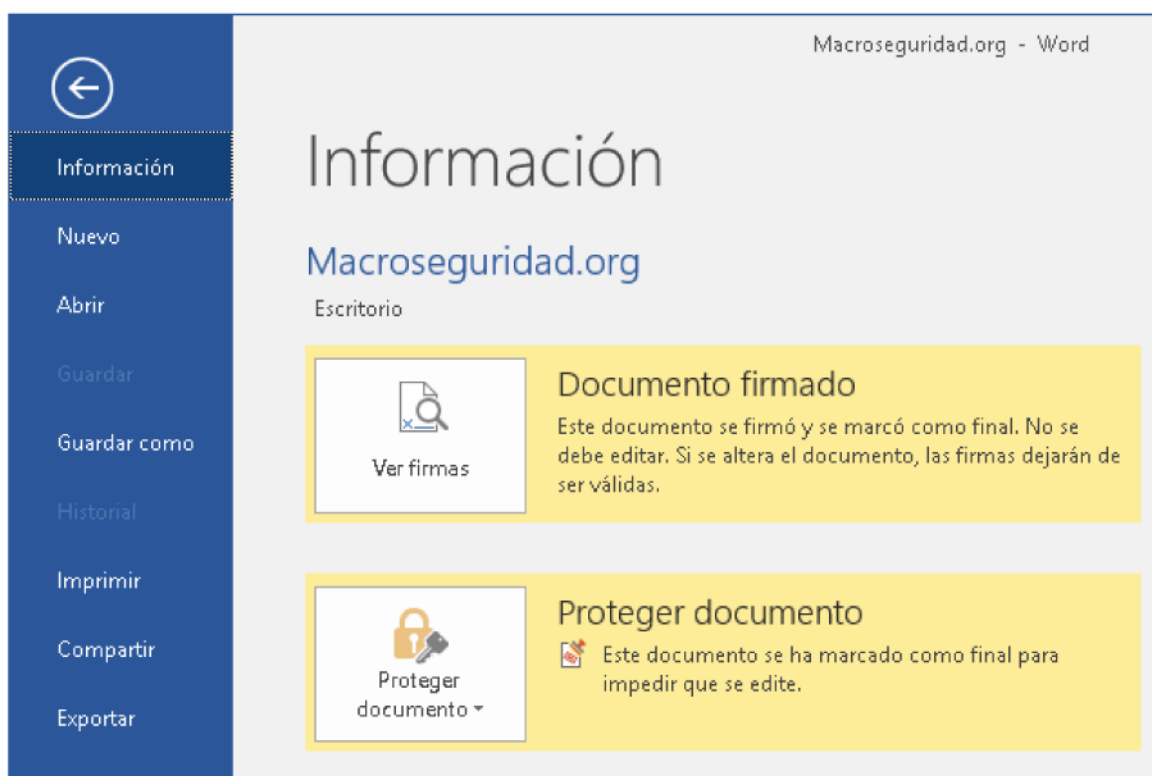 Macroseguridad.org - Word
Información
Nuevo
Abrir
Guardar
Guardar como
Historial
Imprimir
Compartir
Exportar
Información
Macroseguridad.org
Escritorio
Ver firmas
Documento firmado
Este documento se firmó y se marcó como final. No se
debe editar. Si se altera el documento, las firmas dejarán de
ser válidas.
Proteger
documento
Proteger documento
Este documento se ha marcado como final para
impedir que se edite.